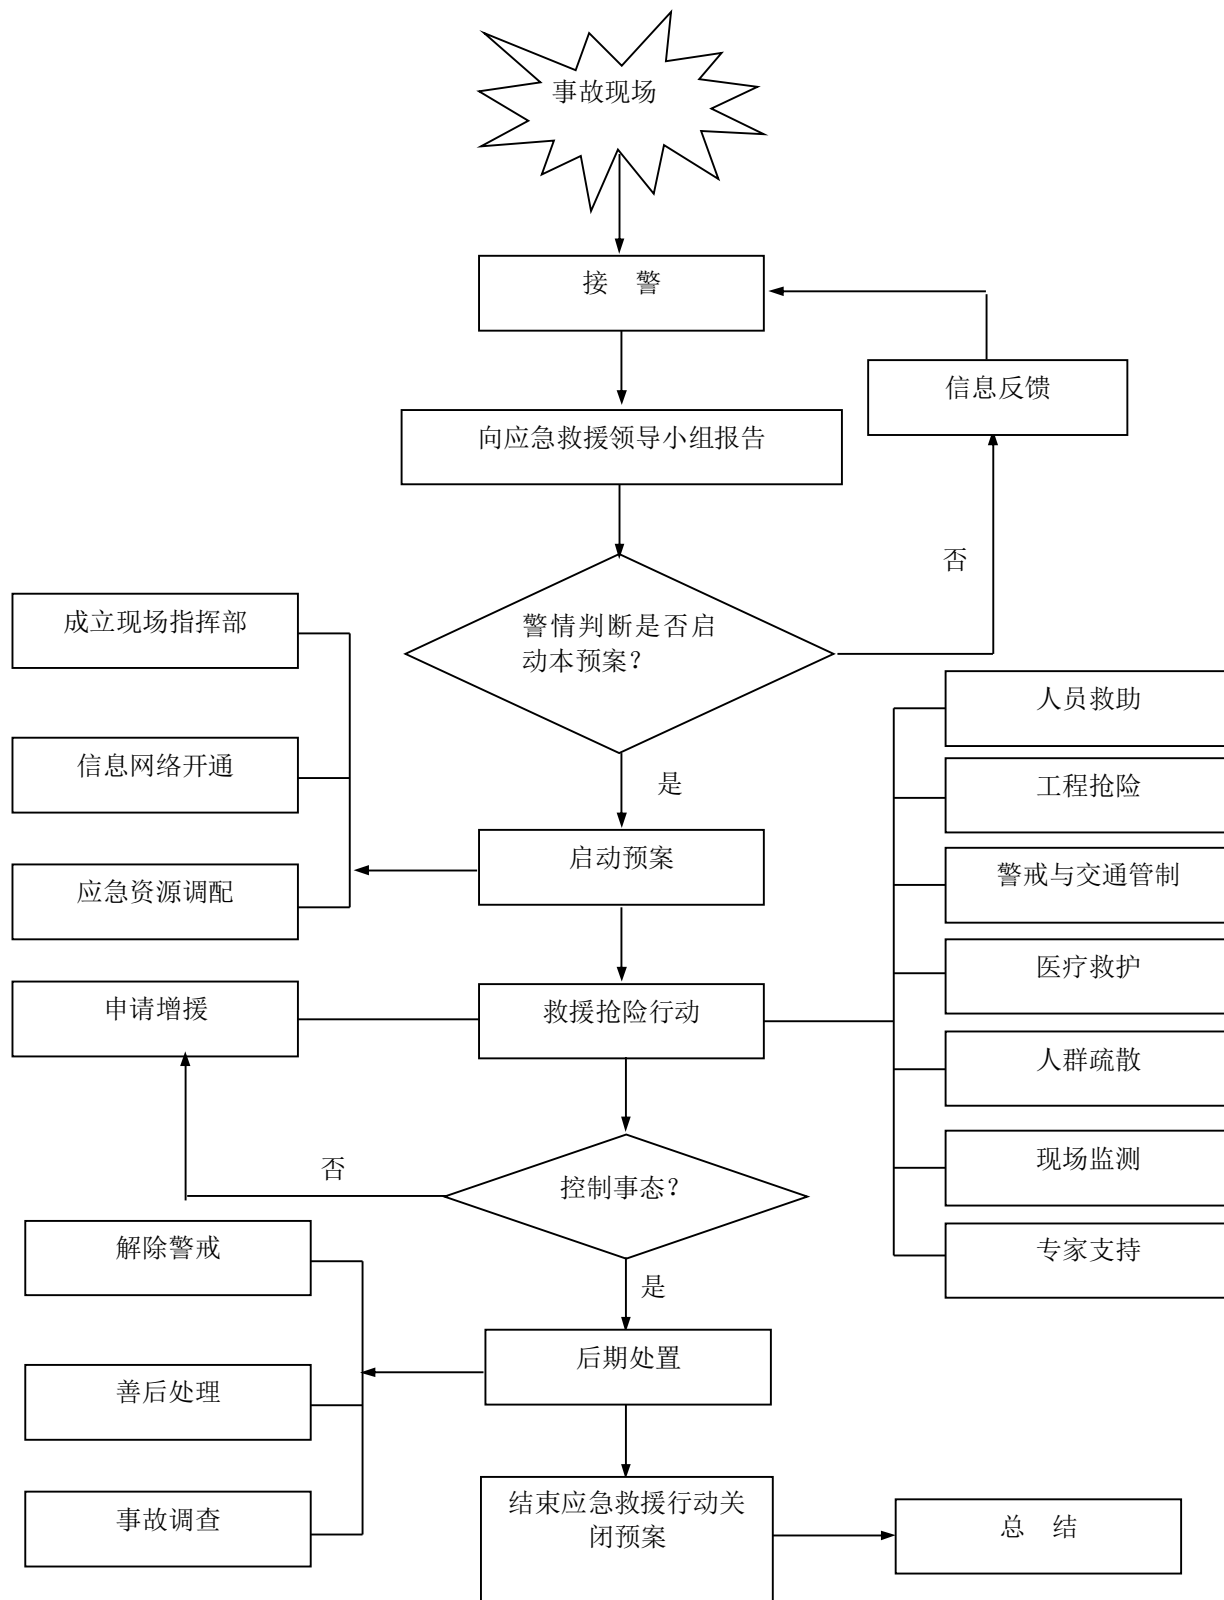 事故现场
接　警
信息反馈
向应急救援领导小组报告
否
成立现场指挥部
警情判断是否启
动本预案？
人员救助
信息网络开通
是
工程抢险
启动预案
警戒与交通管制
应急资源调配
医疗救护
申请增援
救援抢险行动
人群疏散
否
控制事态？
现场监测
解除警戒
专家支持
是
后期处置
善后处理
结束应急救援行动关
闭预案
事故调查
总　结